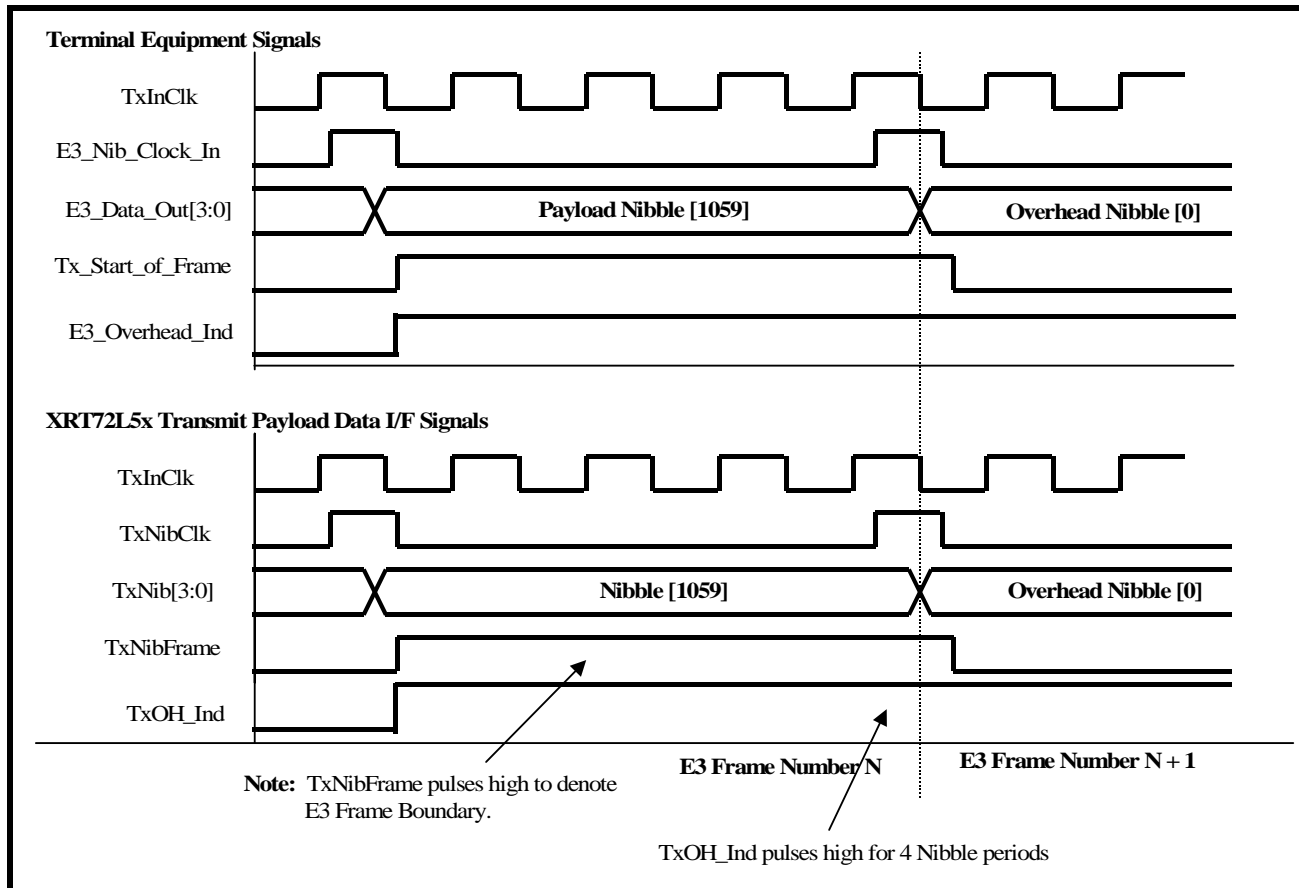 Terminal Equipment Signals
TxInClk
E3_Nib_Clock_In
E3_Data_Out[3:0]
Payload Nibble [1059]
Overhead Nibble [0]
Tx_Start_of_Frame
E3_Overhead_Ind
XRT72L5x Transmit Payload Data I/F Signals
TxInClk
TxNibClk
TxNib[3:0]
Nibble [1059]
Overhead Nibble [0]
TxNibFrame
TxOH_Ind
E3 Frame Number N
E3 Frame Number N + 1
Note: TxNibFrame pulses high to denote
E3 Frame Boundary.
TxOH_Ind pulses high for 4 Nibble periods